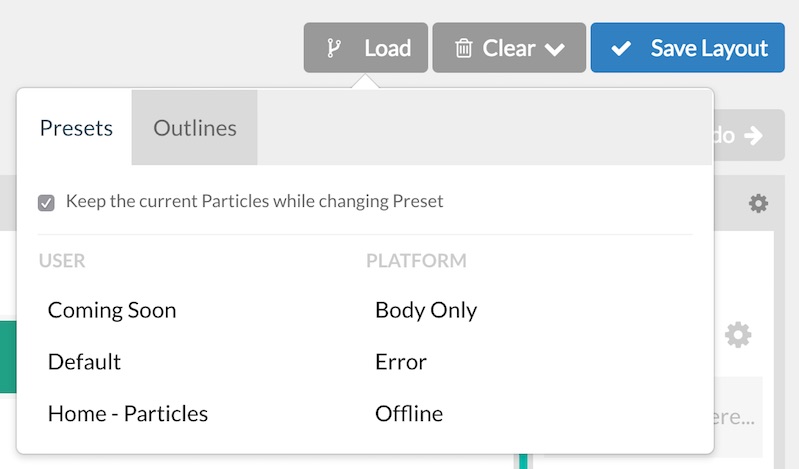 Load Clear Save Layout
Presets Outlines
do
Keep the current Particles while changing Preset
USER PLATFORM
Coming Soon Body Only
Default Error
Home - Particles Offline
ere...